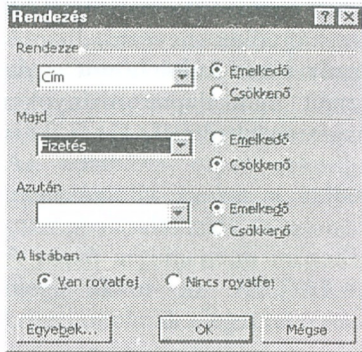 Rendezés
Rendezze
Cím
Emelkedő
Csökkenő
Majd
Fizetés
Emelkedő
Csökkenő
Azután
Emelkedő
Csökkenő
A listában
Van rovatfej
Nincs rovatfej
Egyebek...
OK
Mégse